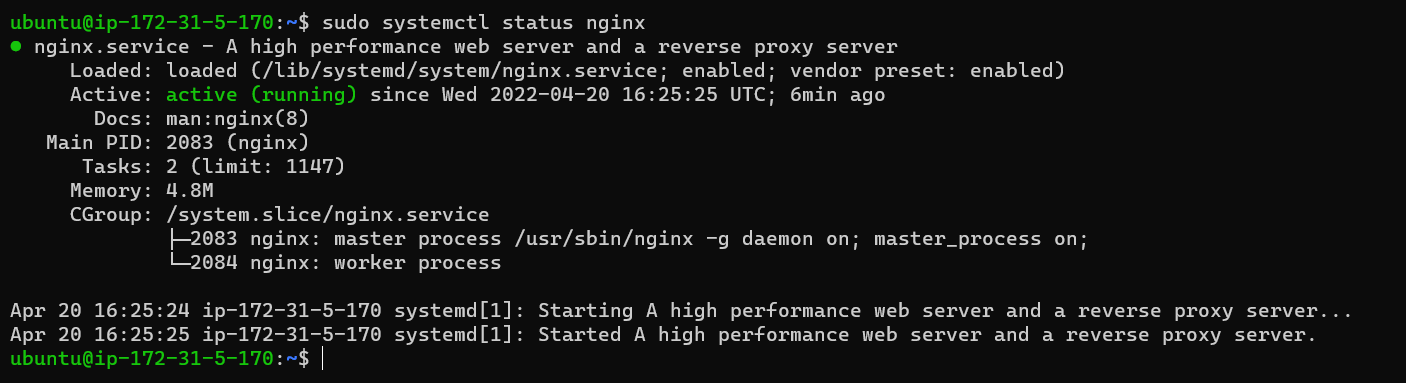 ubuntu@ip-172-31-5-170:~$ sudo systemctl status nginx
● nginx.service - A high performance web server and a reverse proxy server
     Loaded: loaded (/lib/systemd/system/nginx.service; enabled; vendor preset: enabled)
     Active: active (running) since Wed 2022-04-20 16:25:25 UTC; 6min ago
       Docs: man:nginx(8)
   Main PID: 2083 (nginx)
      Tasks: 2 (limit: 1147)
     Memory: 4.8M
     CGroup: /system.slice/nginx.service
             ├─2083 nginx: master process /usr/sbin/nginx -g daemon on; master_process on;
             └─2084 nginx: worker process

Apr 20 16:25:24 ip-172-31-5-170 systemd[1]: Starting A high performance web server and a reverse proxy server...
Apr 20 16:25:25 ip-172-31-5-170 systemd[1]: Started A high performance web server and a reverse proxy server.
ubuntu@ip-172-31-5-170:~$